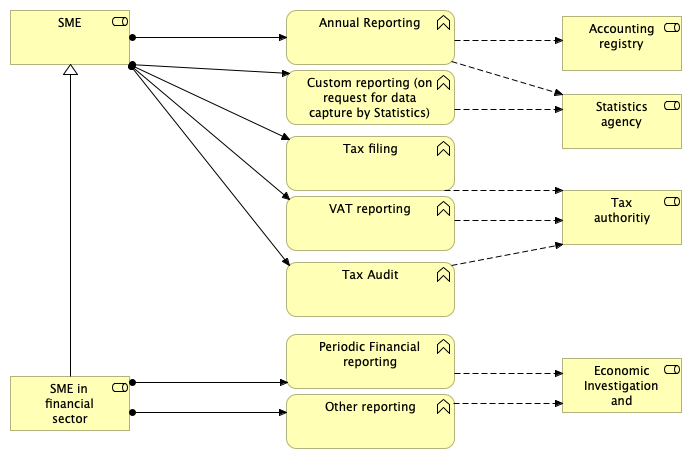 SME
Annual Reporting
Accounting
registry
Custom reporting (on
request for data
capture by Statistics)
Statistics
agency
Tax filing
VAT reporting
Tax
authoritiy
Tax Audit
Periodic Financial
reporting
SME in
financial
sector
Economic
Investigation
and
Other reporting